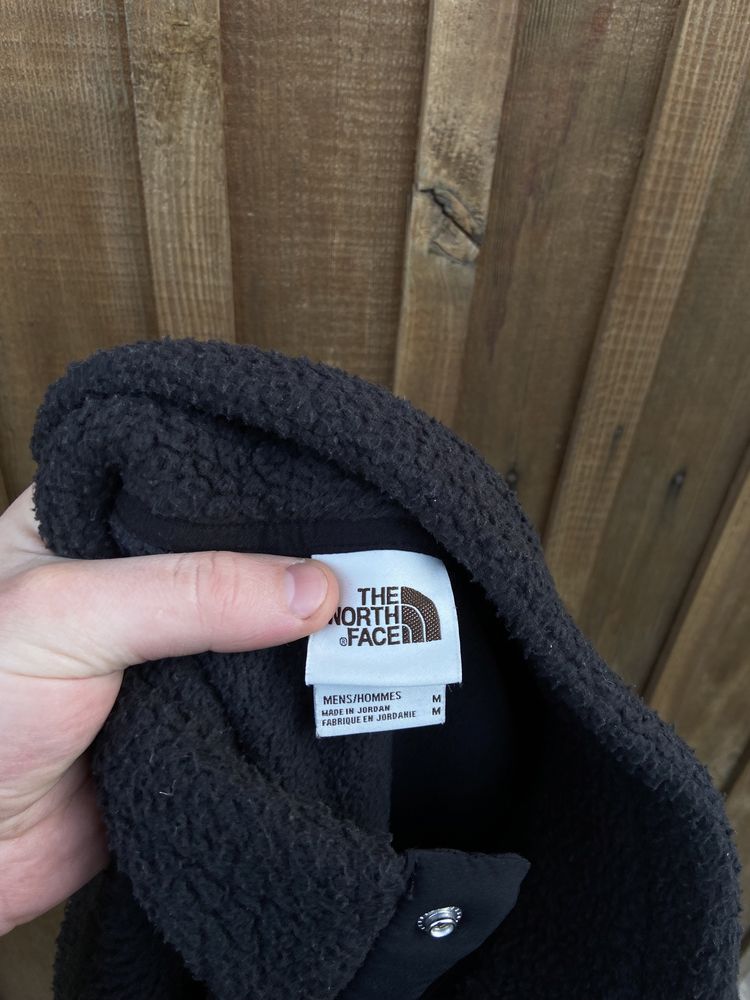 THE
NORTH
®FACE
MENS/HOMMES M
MADE IN JORDAN M
FABRIQUE EN JORDANIE